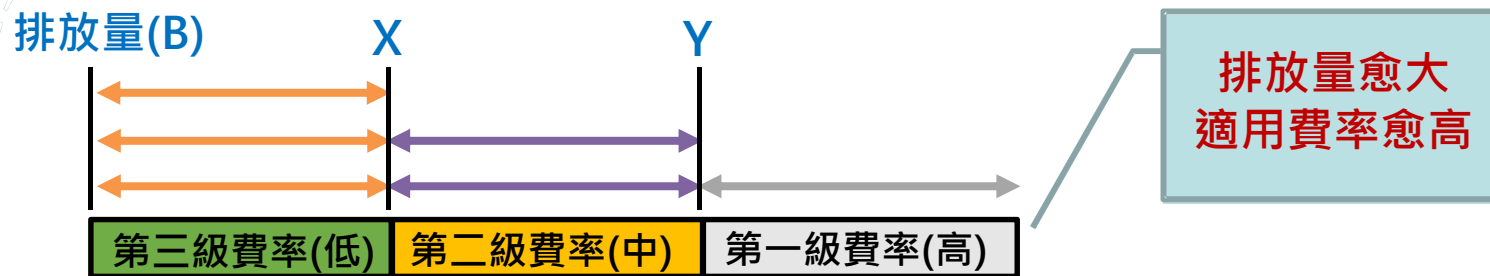 排放量(B)
X
Y
排放量愈大
適用費率愈高
第三級費率(低)
第二級費率(中)
第一級費率(高)